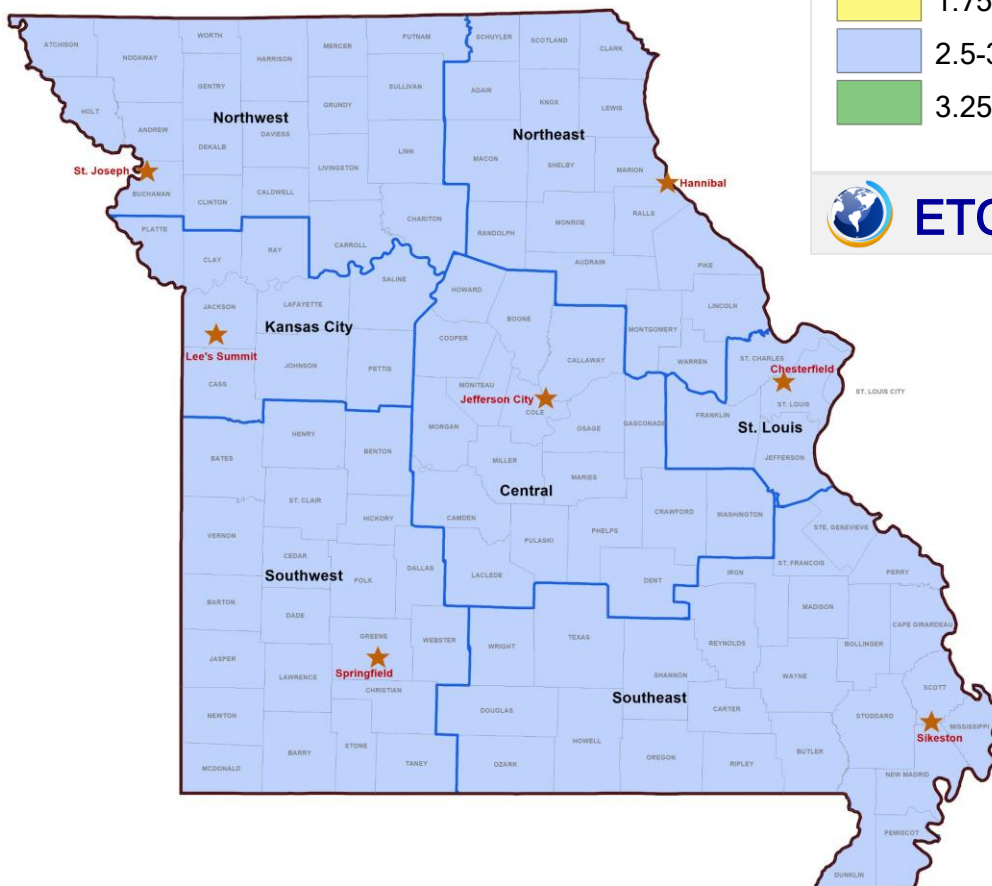 1.75
2.5-3
3.25
ETC
ATCHISON
NODAWAY
WORTH
HARRISON
MERCER
PUTNAM
SCHUYLER
SCOTLAND
CLARK
HOLT
GENTRY
SULLIVAN
ADAIR
KNOX
LEWIS
ANDREW
Northwest
GRUNDY
DAVIESS
Northeast
DEKALB
LINN
MACON
SHELBY
MARION
St. Joseph
LIVINGSTON
Hannibal
BUCHANAN
CLINTON
CALDWELL
CHARITON
RALLS
PLATTE
RANDOLPH
MONROE
CLAY
RAY
CARROLL
AUDRAIN
PIKE
SALINE
HOWARD
JACKSON
LAFAYETTE
BOONE
LINCOLN
Kansas City
MONTGOMERY
COOPER
Lee's Summit
JOHNSON
PETTIS
CALLAWAY
WARREN
ST. CHARLES
Chesterfield
CASS
MONITEAU
Jefferson City
COLE
ST. LOUIS
ST. LOUIS CITY
MORGAN
OSAGE
GASCONADE
FRANKLIN
St. Louis
HENRY
BENTON
BATES
MILLER
JEFFERSON
MARIES
Central
ST. CLAIR
HICKORY
CAMDEN
CRAWFORD
WASHINGTON
VERNON
PULASKI
PHELPS
STE. GENEVIEVE
CEDAR
DALLAS
ST. FRANCOIS
Southwest
POLK
LACLEDE
DENT
IRON
PERRY
BARTON
DADE
MADISON
GREENE
WEBSTER
WRIGHT
TEXAS
REYNOLDS
BOLLINGER
CAPE GIRARDEAU
JASPER
Springfield
LAWRENCE
CHRISTIAN
SHANNON
WAYNE
SCOTT
Southeast
NEWTON
DOUGLAS
CARTER
STODDARD
MISSISSIPPI
Sikeston
BARRY
STONE
HOWELL
BUTLER
MCDONALD
TANEY
OZARK
OREGON
RIPLEY
NEW MADRID
PEMISCOT
DUNKLIN